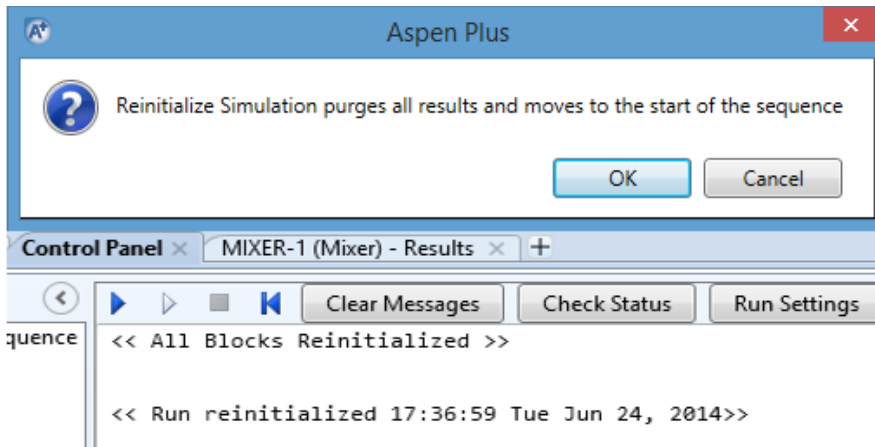 Aspen Plus
Reinitialize Simulation purges all results and moves to the start of the sequence
OK Cancel
Control Panel MIXER-1 (Mixer) - Results
Clear Messages Check Status Run Settings
quence
<< All Blocks Reinitialized >>
<< Run reinitialized 17:36:59 Tue Jun 24, 2014>>